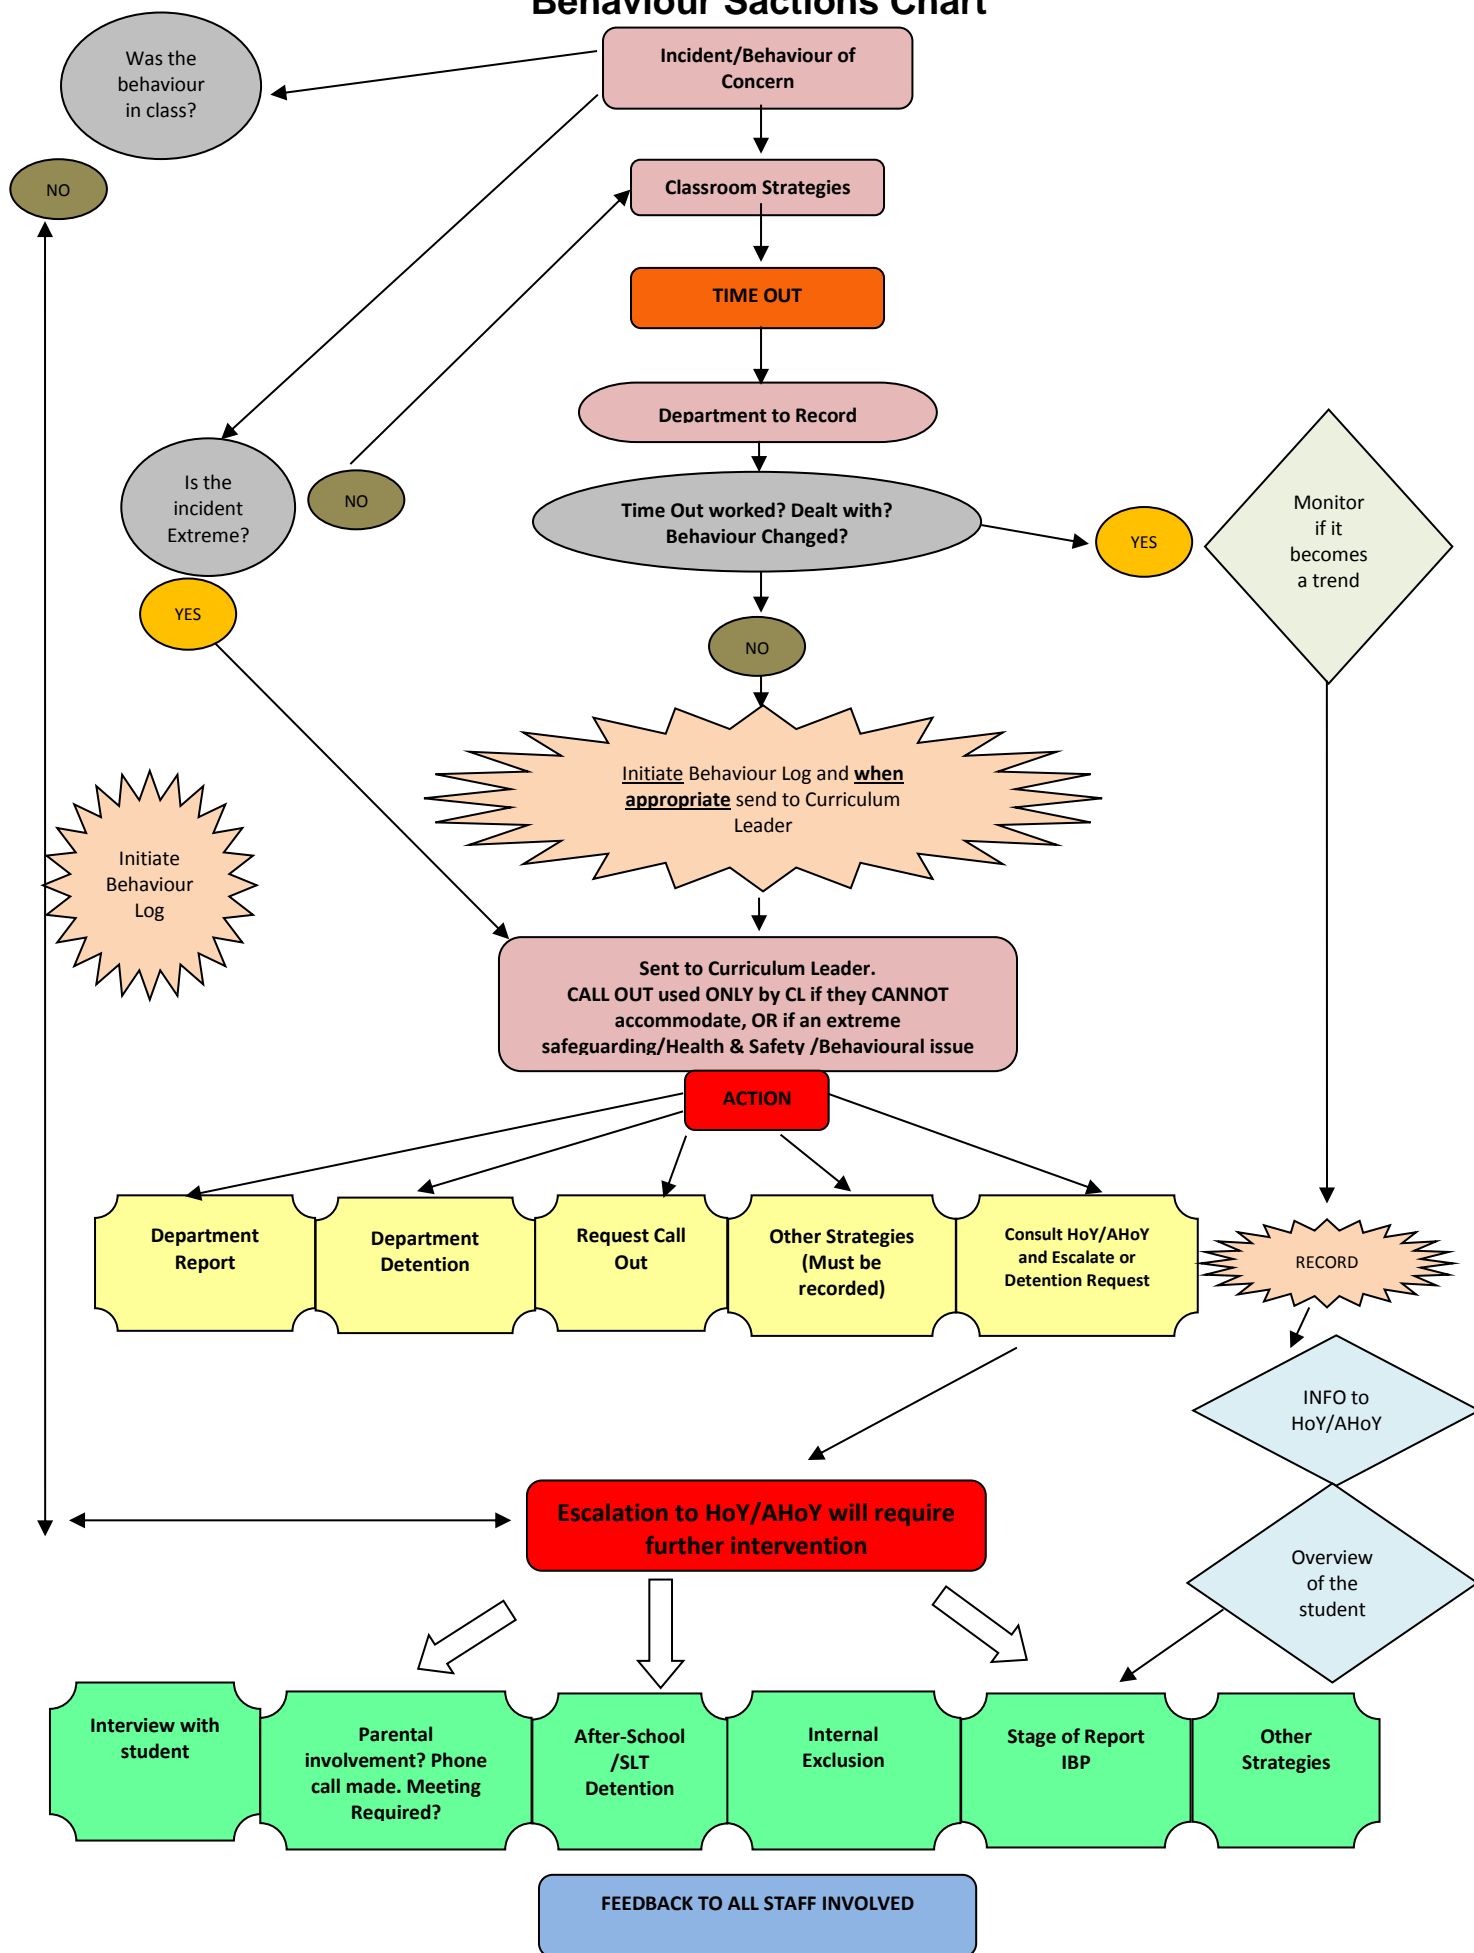 Behaviour Sactions Chart
Was the
behaviour
in class?
Incident/Behaviour of
Concern
NO
Classroom Strategies
TIME OUT
Department to Record
Is the
incident
Extreme?
NO
Time Out worked? Dealt with?
Behaviour Changed?
YES
Monitor
if it
becomes
a trend
YES
NO
Initiate Behaviour Log and when
appropriate send to Curriculum
Leader
Initiate
Behaviour
Log
Sent to Curriculum Leader.
CALL OUT used ONLY by CL if they CANNOT
accommodate, OR if an extreme
safeguarding/Health & Safety /Behavioural issue
ACTION
Department
Report
Department
Detention
Request Call
Out
Other Strategies
(Must be
recorded)
Consult HoY/AHoY
and Escalate or
Detention Request
RECORD
INFO to
HoY/AHoY
Escalation to HoY/AHoY will require
further intervention
Overview
of the
student
Interview with
student
Parental
involvement? Phone
call made. Meeting
Required?
After-School
/SLT
Detention
Internal
Exclusion
Stage of Report
IBP
Other
Strategies
FEEDBACK TO ALL STAFF INVOLVED